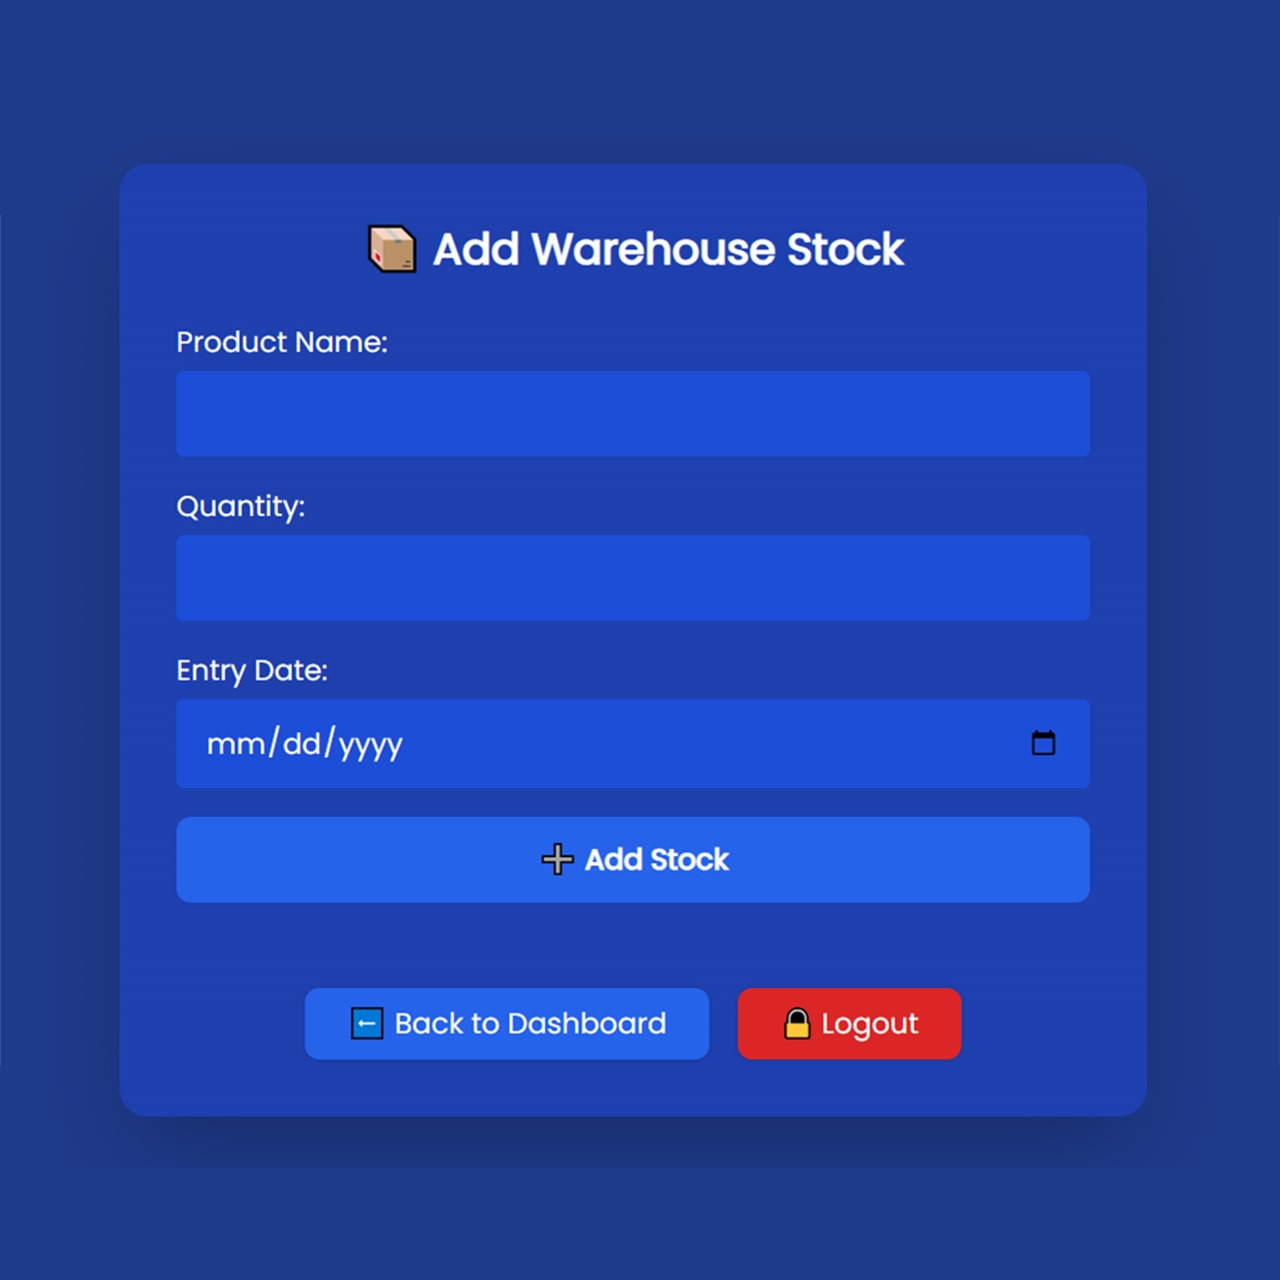 📦 Add Warehouse Stock
Product Name:
Quantity:
Entry Date:
mm/dd/yyyy
➕ Add Stock
⬅️ Back to Dashboard
🔒 Logout